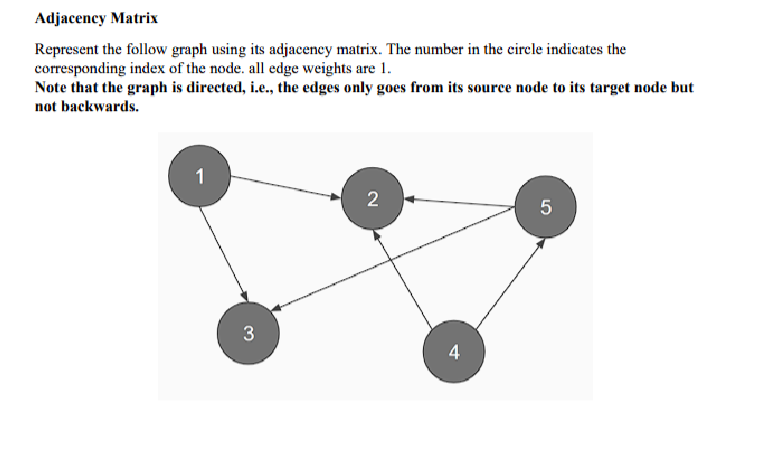 Adjacency Matrix
Represent the follow graph using its adjacency matrix. The number in the circle indicates the
corresponding index of the node. all edge weights are 1.
Note that the graph is directed, i.e., the edges only goes from its source node to its target node but
not backwards.
1
2
5
3
4